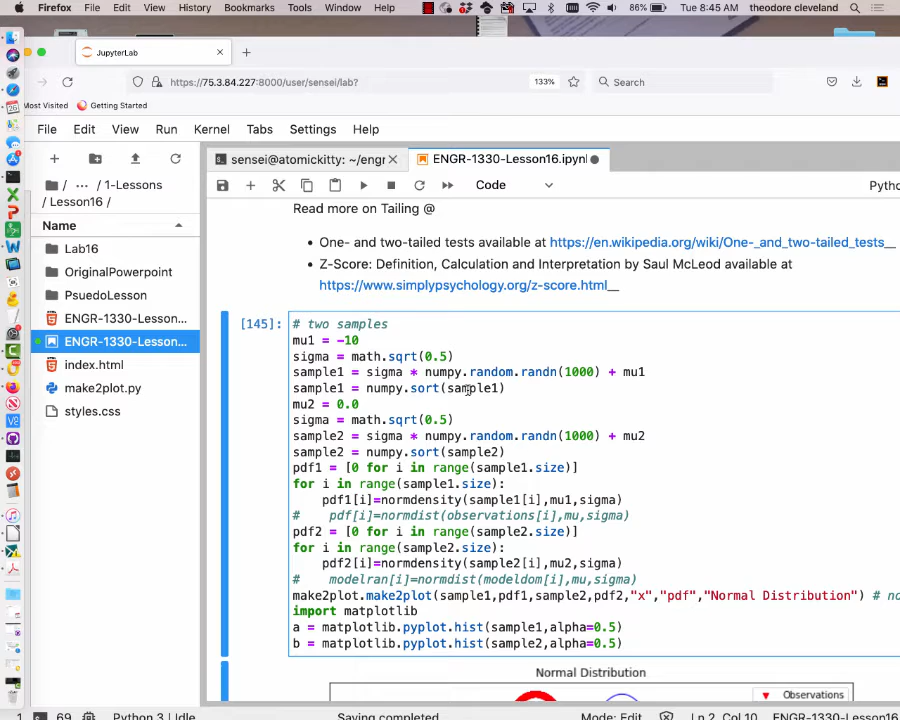 Firefox File Edit View History Bookmarks Tools Window Help 86% Tue 8:45 AM theodore cleveland
JupyterLab
https://75.3.84.227:8000/user/sensei/lab? 133% Search
Most Visited Getting Started
File Edit View Run Kernel Tabs Settings Help
sensei@atomickitty: ~/engr ENGR-1330-Lesson16.ipynl
/ ... / 1-Lessons
/ Lesson16 /
Code
Pytho
Name
Lab16
OriginalPowerpoint
PsuedoLesson
ENGR-1330-Lesson...
ENGR-1330-Lesson...
index.html
make2plot.py
styles.css
Read more on Tailing @
• One- and two-tailed tests available at https://en.wikipedia.org/wiki/One-_and_two-tailed_tests__
• Z-Score: Definition, Calculation and Interpretation by Saul McLeod available at
https://www.simplypsychology.org/z-score.html__
[145]: # two samples
mu1 = -10
sigma = math.sqrt(0.5)
sample1 = sigma * numpy.random.randn(1000) + mu1
sample1 = numpy.sort(sample1)
mu2 = 0.0
sigma = math.sqrt(0.5)
sample2 = sigma * numpy.random.randn(1000) + mu2
sample2 = numpy.sort(sample2)
pdf1 = [0 for i in range(sample1.size)]
for i in range(sample1.size):
pdf1[i]=normdensity(sample1[i],mu1,sigma)
# pdf[i]=normdist(observations[i],mu,sigma)
pdf2 = [0 for i in range(sample2.size)]
for i in range(sample2.size):
pdf2[i]=normdensity(sample2[i],mu2,sigma)
# modelran[i]=normdist(modeldom[i],mu,sigma)
make2plot.make2plot(sample1,pdf1,sample2,pdf2,"x","pdf","Normal Distribution") # no
import matplotlib
a = matplotlib.pyplot.hist(sample1,alpha=0.5)
b = matplotlib.pyplot.hist(sample2,alpha=0.5)
Normal Distribution
Observations
1 69 Python 3 | Idle Saving completed Mode: Edit Ln 2, Col 10 ENGR-1330-Lesson16